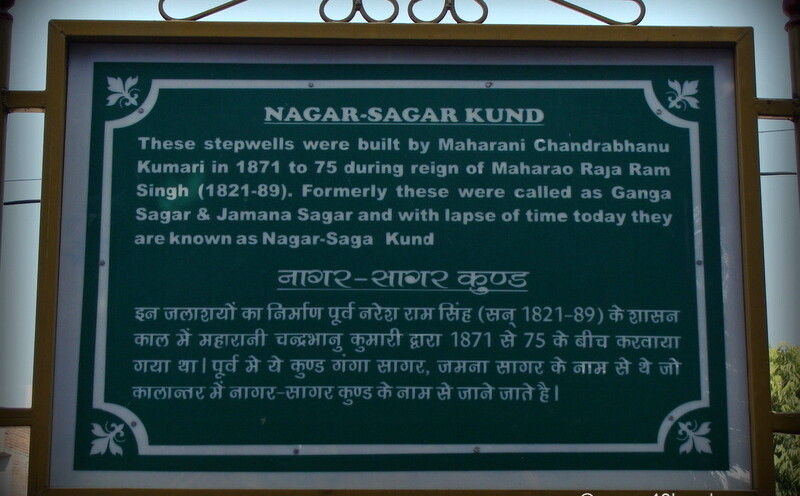 NAGAR-SAGAR KUND
These stepwells were built by Maharani Chandrabhanu
Kumari in 1871 to 75 during reign of Maharao Raja Ram
Singh (1821-89). Formerly these were called as Ganga
Sagar & Jamana Sagar and with lapse of time today they
are known as Nagar-Saga Kund
नागर-सागर कुण्ड
इन जलाशयों का निर्माण पूर्व नरेश राम सिंह (सन् 1821-89) के शासन
काल में महारानी चन्द्रभानु कुमारी द्वारा 1871 से 75 के बीच करवाया
गया था। पूर्व मे ये कुण्ड गंगा सागर, जमना सागर के नाम से थे जो
कालान्तर में नागर-सागर कुण्ड के नाम से जाने जाते है।